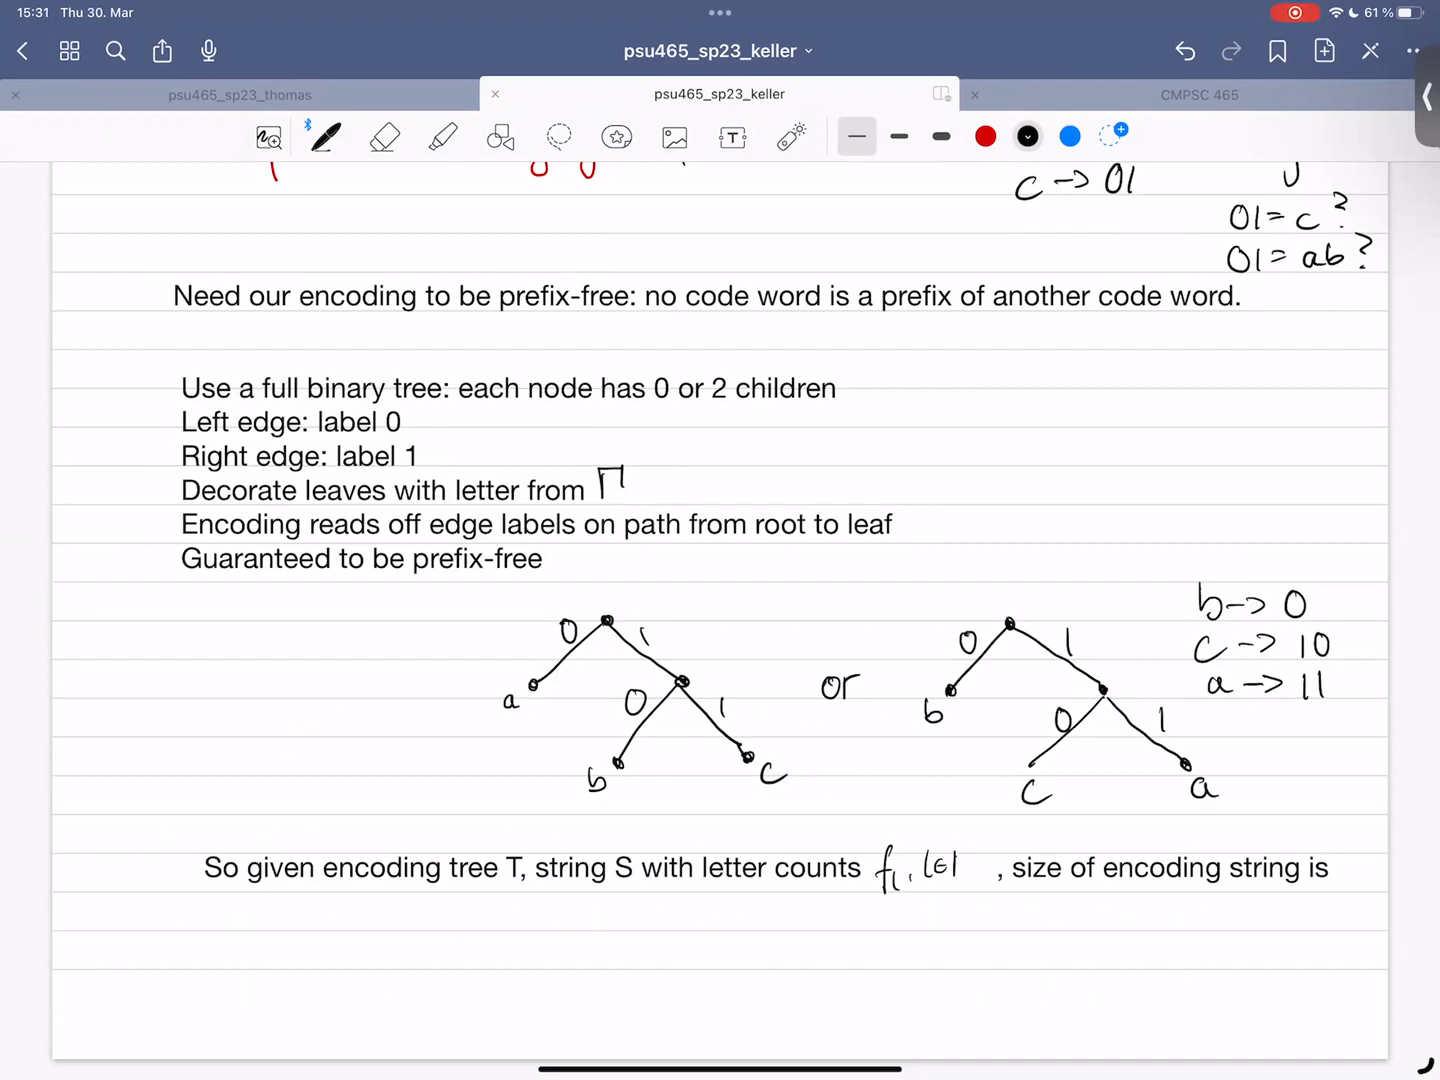 15:31 Thu 30. Mar
61 %
psu465_sp23_keller
psu465_sp23_thomas
psu465_sp23_keller
CMPSC 465
c -> 01
01 = c ?
01 = ab ?
Need our encoding to be prefix-free: no code word is a prefix of another code word.
Use a full binary tree: each node has 0 or 2 children
Left edge: label 0
Right edge: label 1
Decorate leaves with letter from Γ
Encoding reads off edge labels on path from root to leaf
Guaranteed to be prefix-free
b -> 0
c -> 10
a -> 11
0 1
a
0 1
b c
or
0 1
b
0 1
c a
So given encoding tree T, string S with letter counts f_l, l∈ , size of encoding string is